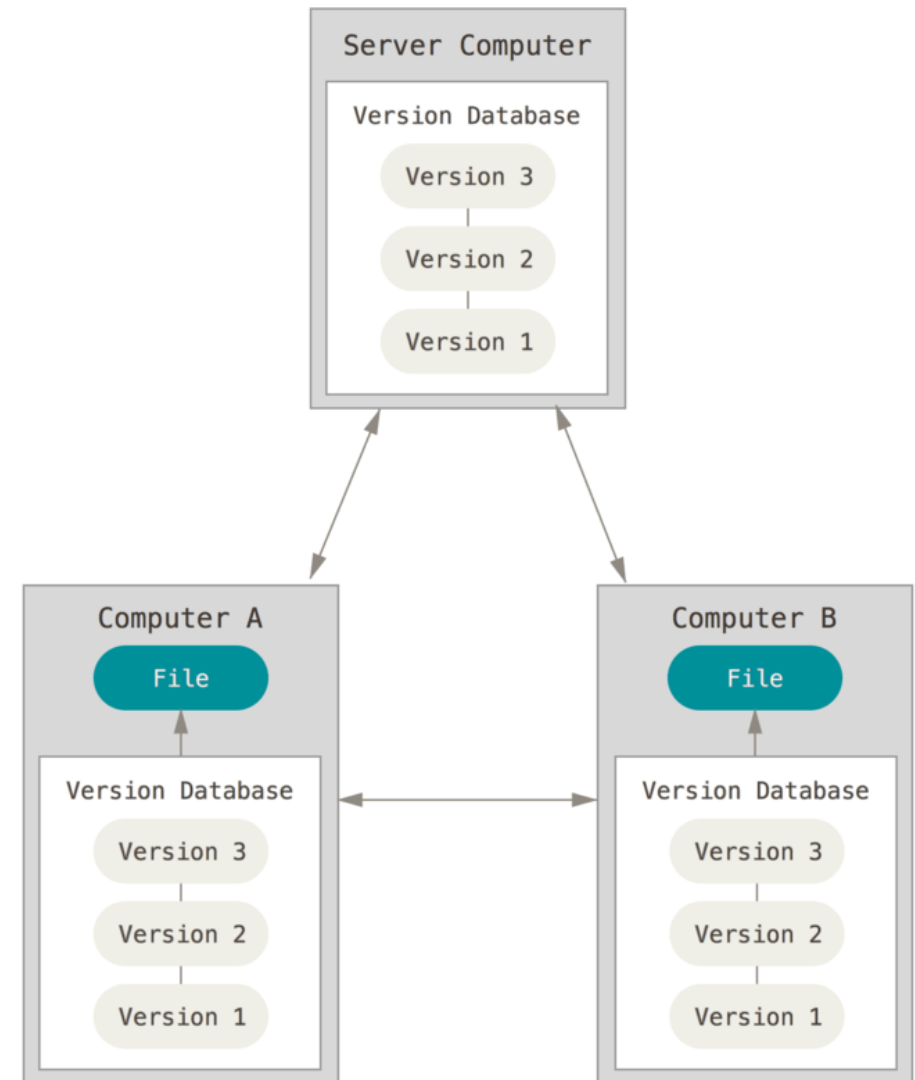 Server Computer
Version Database
Version 3
Version 2
Version 1
Computer A
File
Version Database
Version 3
Version 2
Version 1
Computer B
File
Version Database
Version 3
Version 2
Version 1